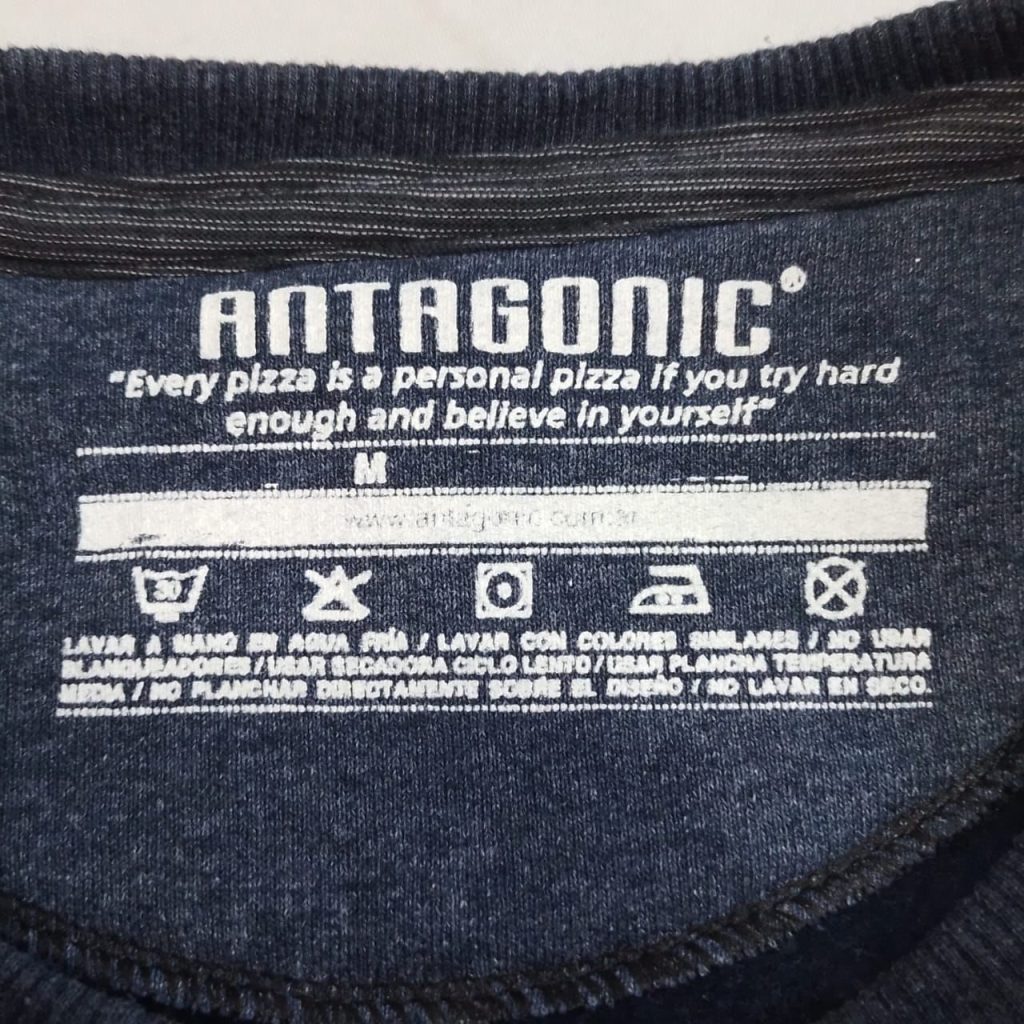 ANTAGONIC®
"Every pizza is a personal pizza if you try hard
enough and believe in yourself"
M
www.antagonic.com.ar
30
LAVAR A MANO EN AGUA FRÍA / LAVAR CON COLORES SIMILARES / NO USAR
BLANQUEADORES / USAR SECADORA CICLO LENTO / USAR PLANCHA TEMPERATURA
MEDIA / NO PLANCHAR DIRECTAMENTE SOBRE EL DISEÑO / NO LAVAR EN SECO.